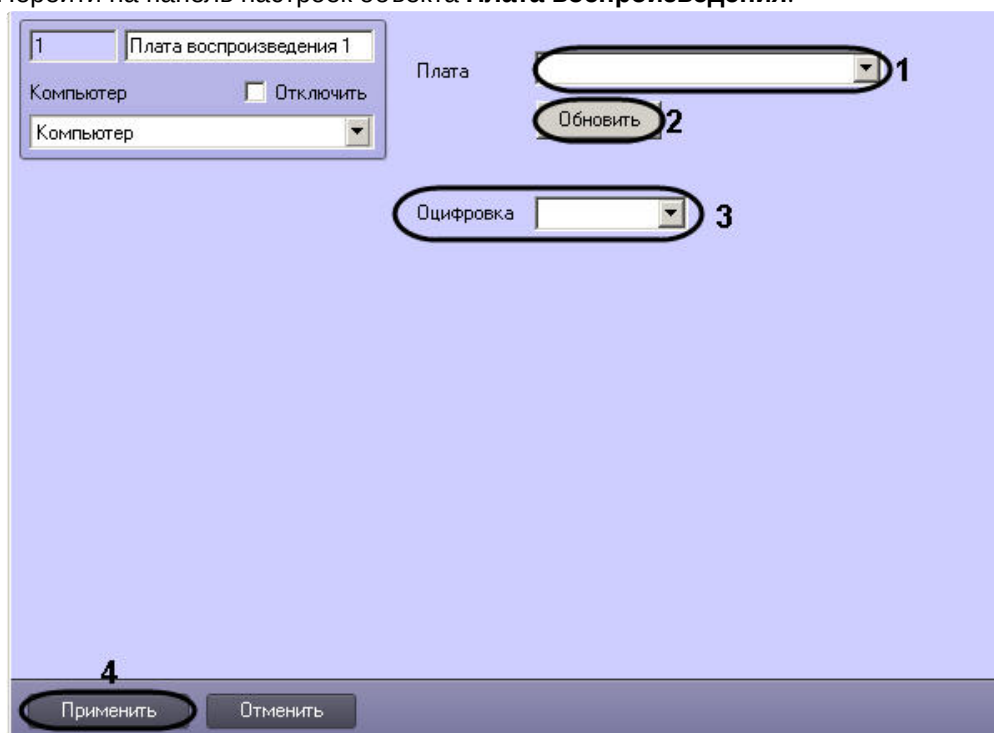 Перейти на панель настроек объекта Плата воспроизведения.
1 Плата воспроизведения 1
Плата 1
Компьютер Отключить
Обновить 2
Компьютер
Оцифровка 3
4
Применить Отменить